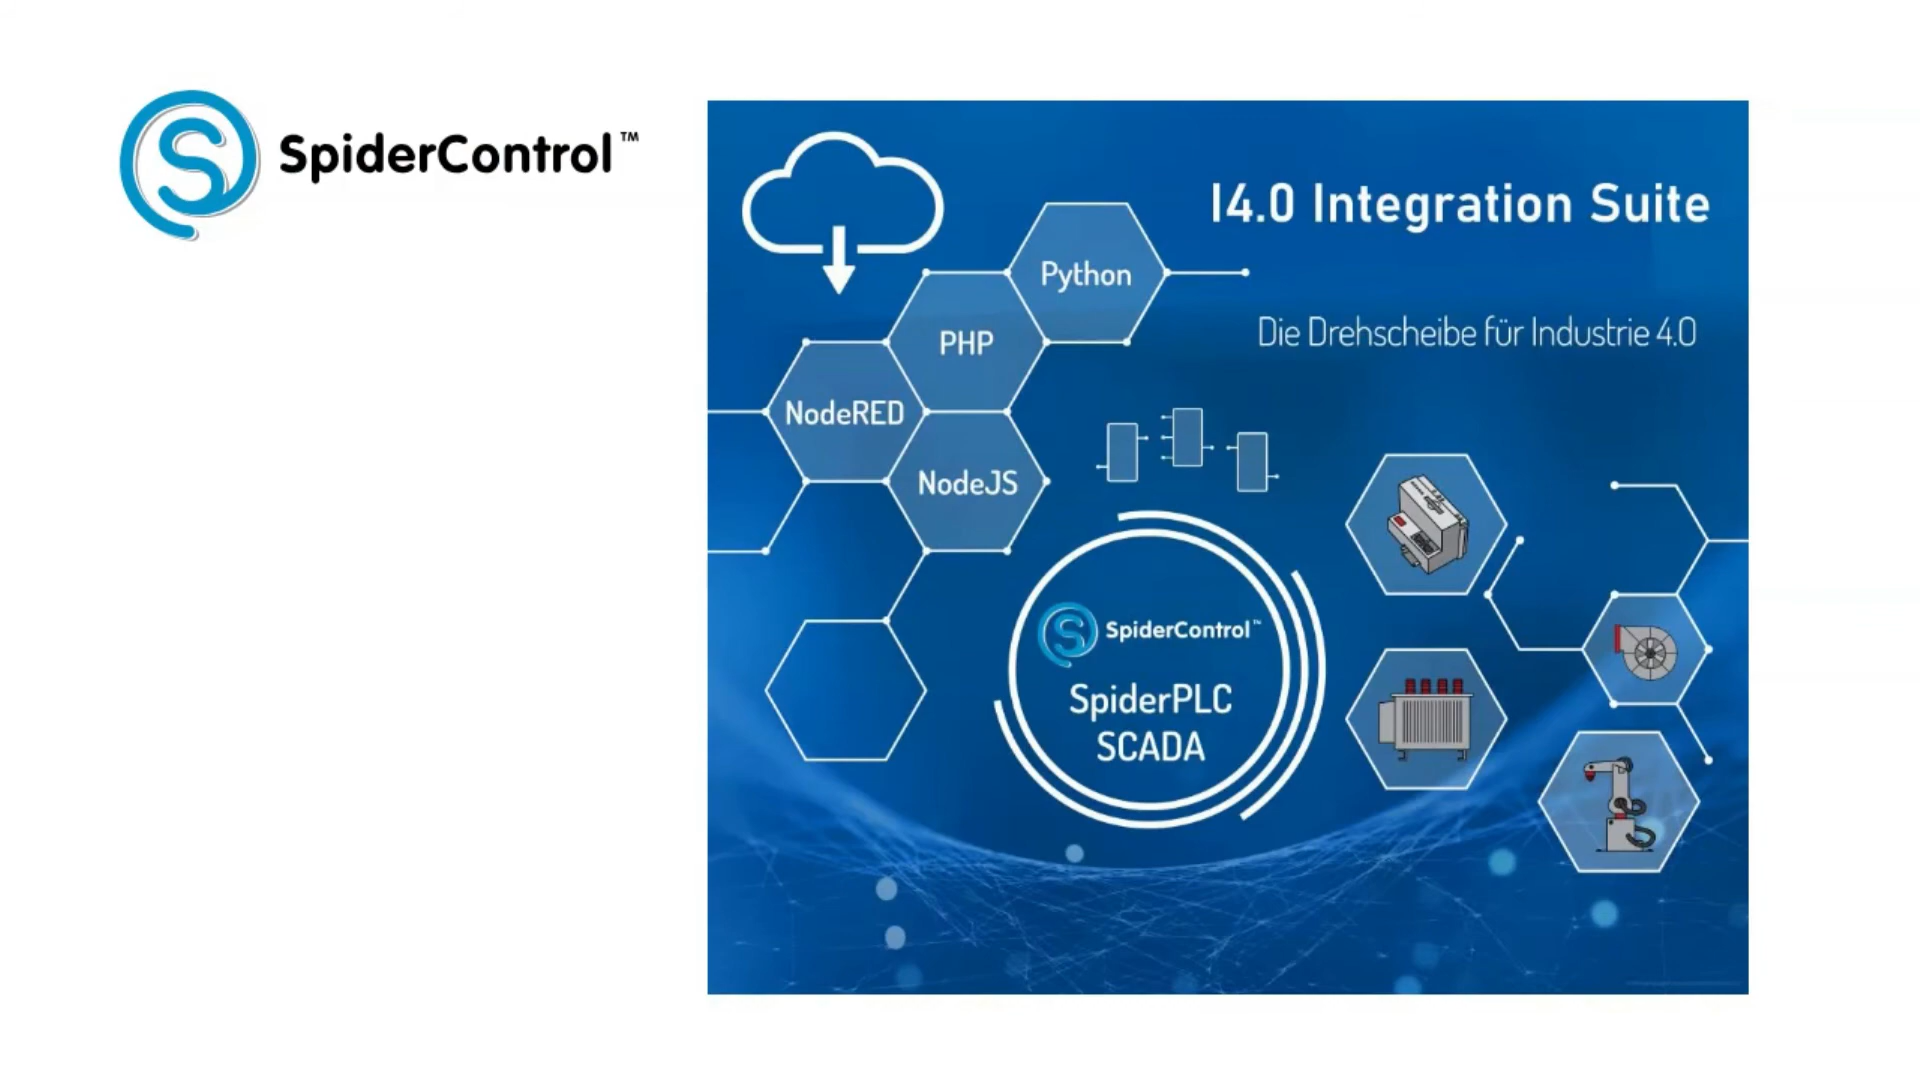 SpiderControl™
I4.0 Integration Suite
Die Drehscheibe für Industrie 4.0
Python
PHP
NodeRED
NodeJS
SpiderControl™
SpiderPLC
SCADA